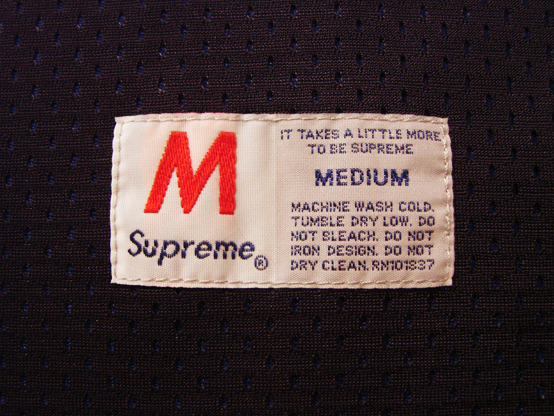 M
Supreme®
IT TAKES A LITTLE MORE
TO BE SUPREME
MEDIUM
MACHINE WASH COLD.
TUMBLE DRY LOW. DO
NOT BLEACH. DO NOT
IRON DESIGN. DO NOT
DRY CLEAN. RN101837